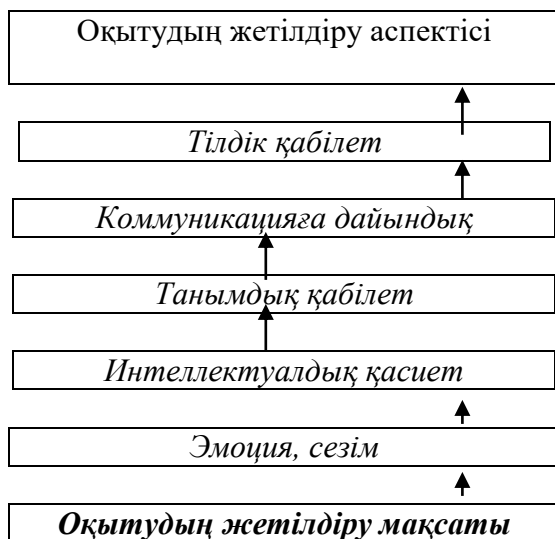 Оқытудың жетілдіру аспектісі
Тілдік қабілет
Коммуникацияға дайындық
Танымдық қабілет
Интеллектуалдық қасиет
Эмоция, сезім
Оқытудың жетілдіру мақсаты